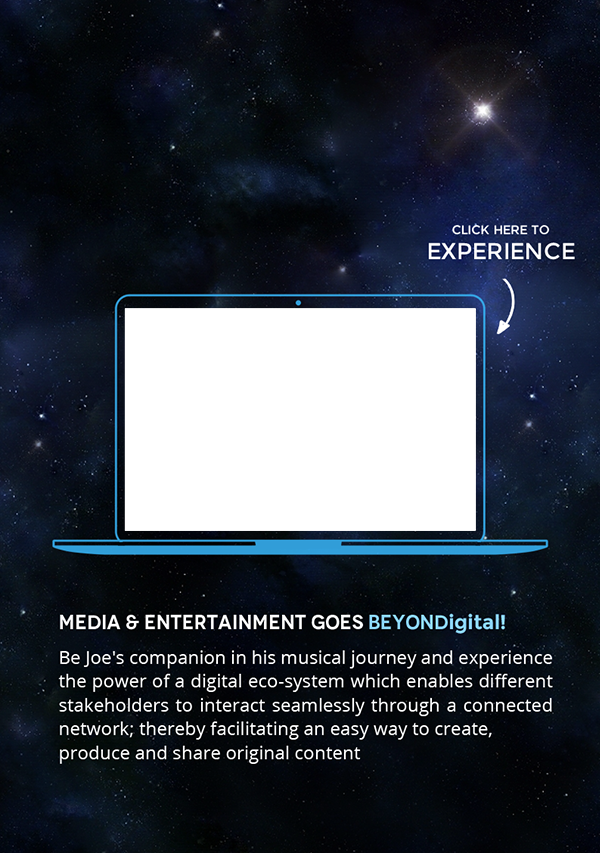 CLICK HERE TO
EXPERIENCE
MEDIA & ENTERTAINMENT GOES BEYONDigital!
Be Joe's companion in his musical journey and experience
the power of a digital eco-system which enables different
stakeholders to interact seamlessly through a connected
network; thereby facilitating an easy way to create,
produce and share original content